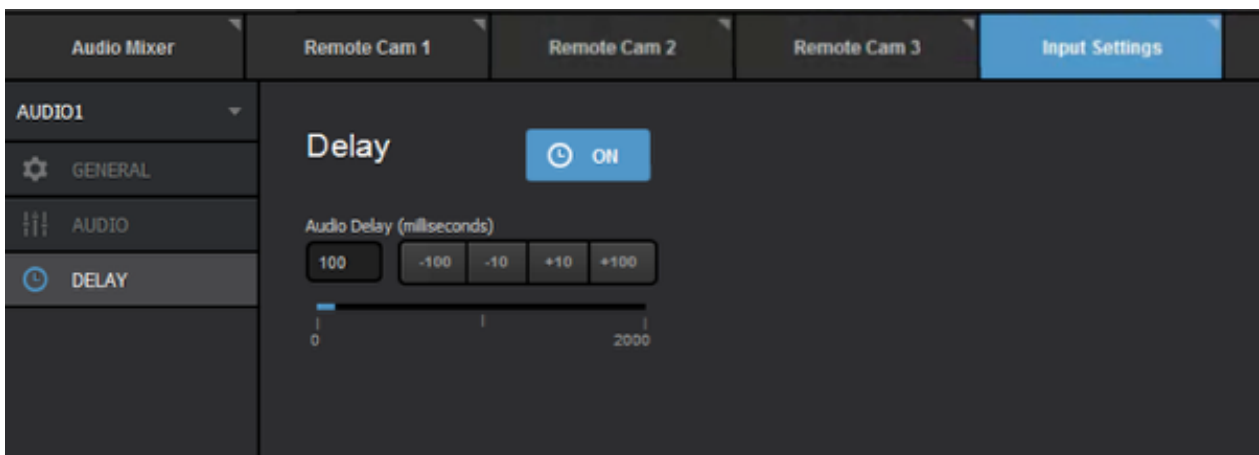 Audio Mixer Remote Cam 1 Remote Cam 2 Remote Cam 3 Input Settings
AUDIO1
GENERAL
AUDIO
DELAY
Delay ON
Audio Delay (milliseconds)
100 -100 -10 +10 +100
0 2000